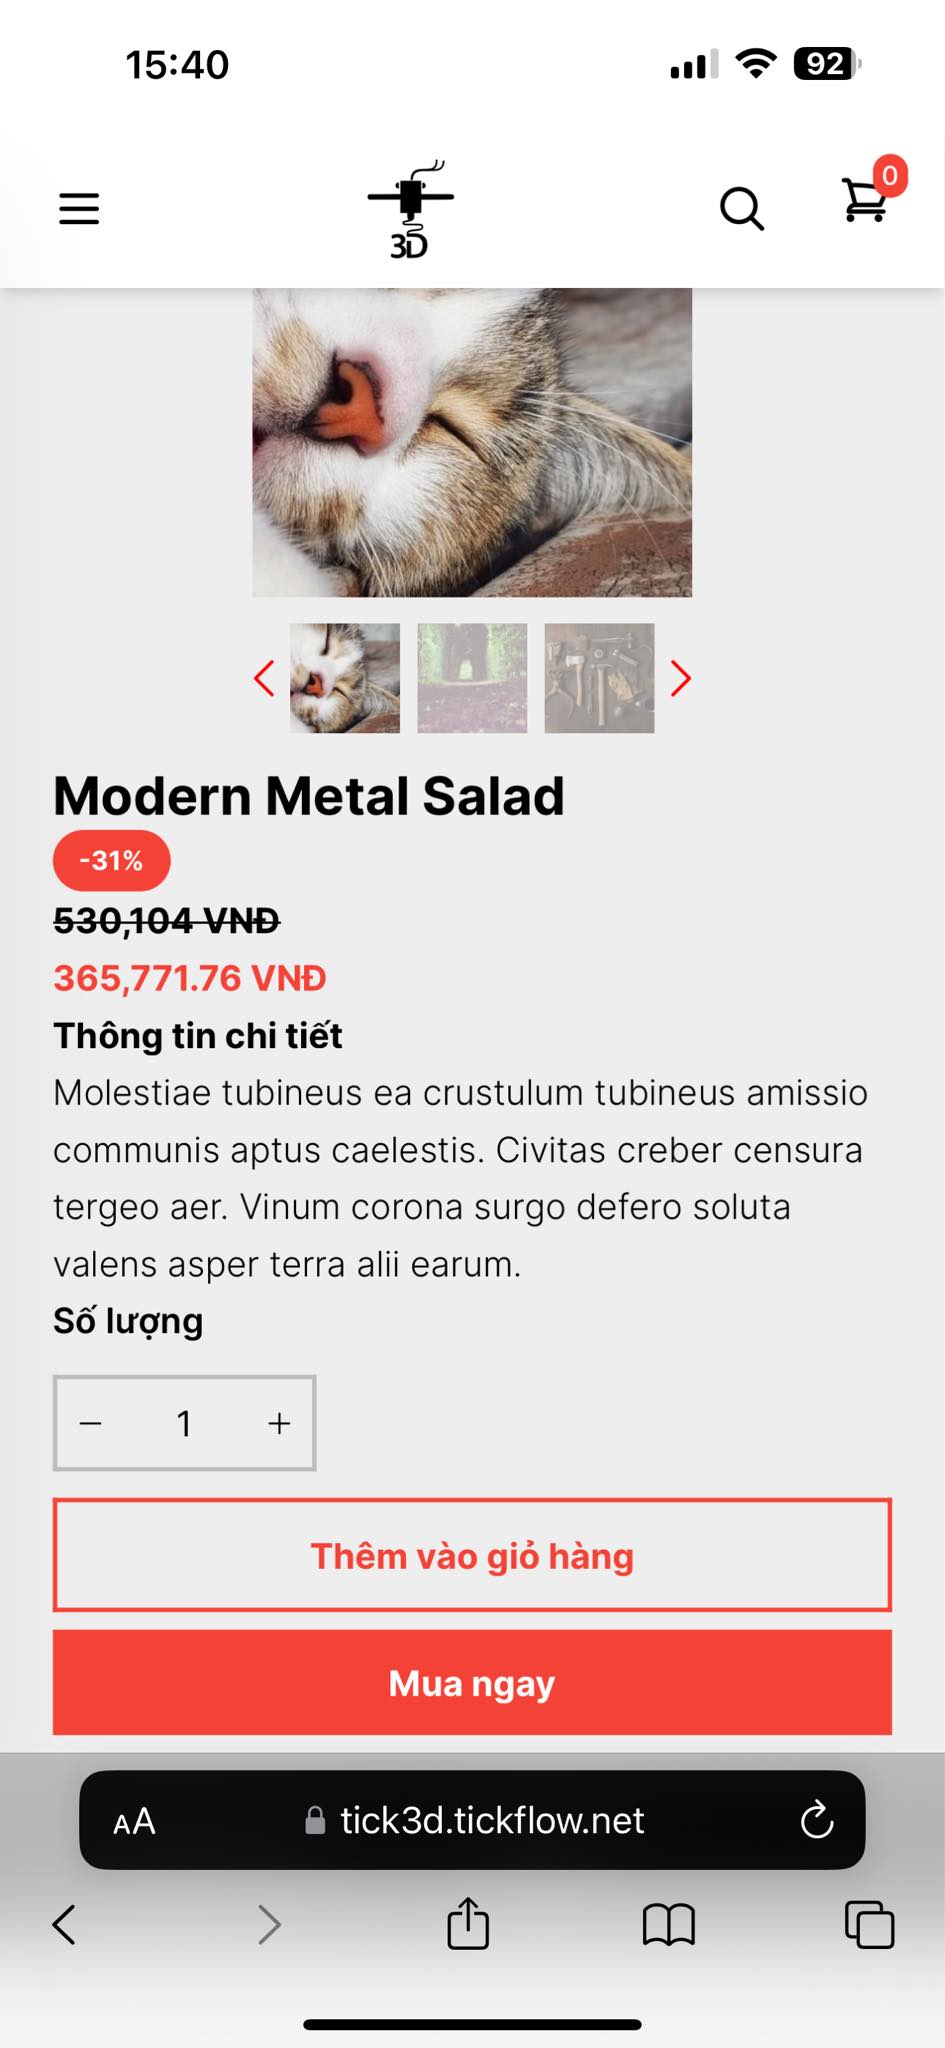 15:40
92
3D
0
Modern Metal Salad
-31%
530,104 VNĐ
365,771.76 VNĐ
Thông tin chi tiết
Molestiae tubineus ea crustulum tubineus amissio
communis aptus caelestis. Civitas creber censura
tergeo aer. Vinum corona surgo defero soluta
valens asper terra alii earum.
Số lượng
− 1 +
Thêm vào giỏ hàng
Mua ngay
AA tick3d.tickflow.net